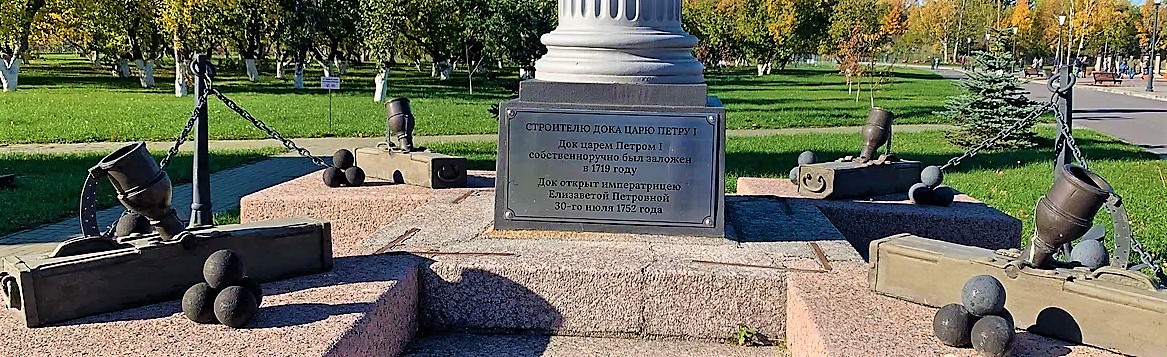 СТРОИТЕЛЮ ДОКА ЦАРЮ ПЕТРУ I
Док царем Петром I
собственноручно был заложен
в 1719 году
Док открыт императрицею
Елизаветой Петровной
30-го июля 1752 года